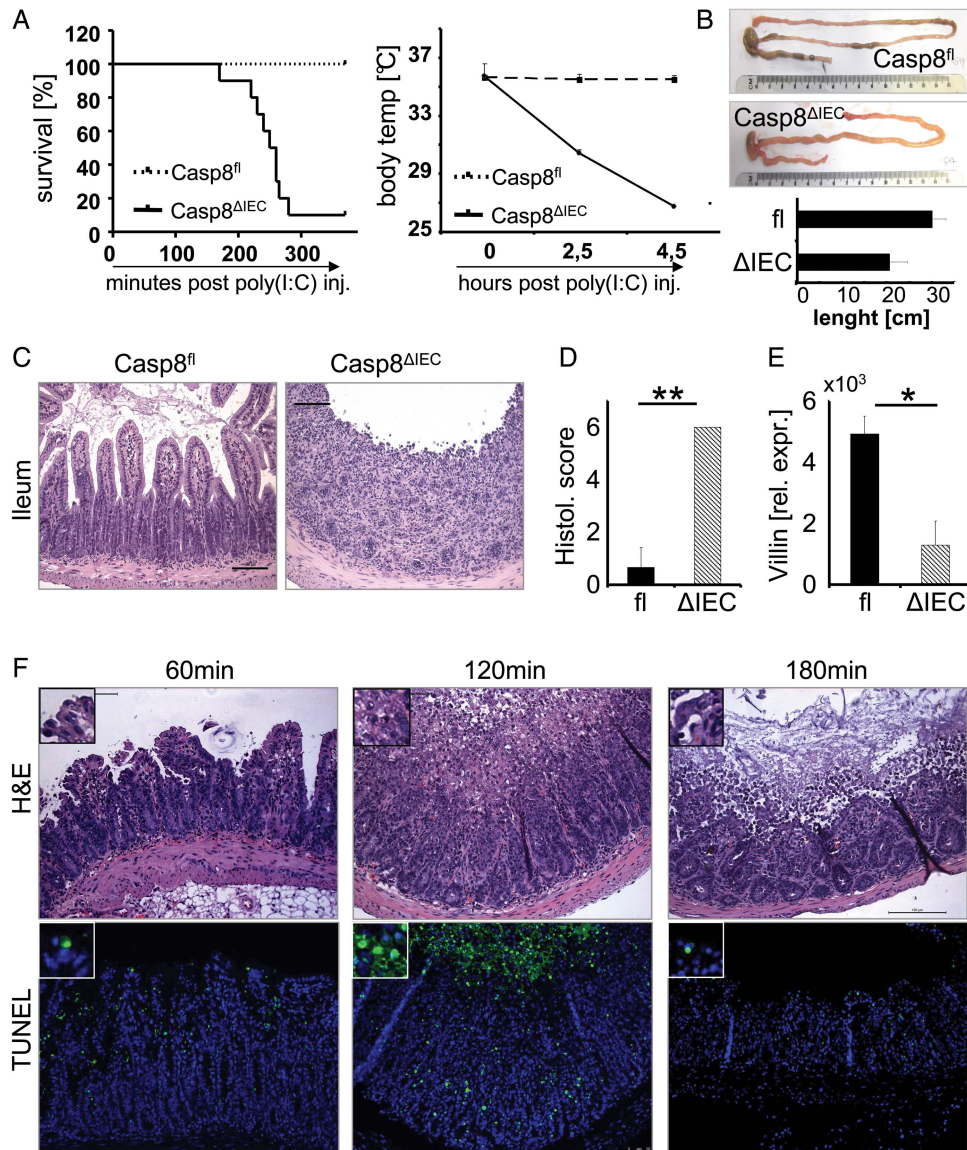 A
survival [%]
120
100
80
60
40
20
0
Casp8fl
Casp8ΔIEC
0 100 200 300
minutes post poly(I:C) inj.
body temp [°C]
37
33
29
25
Casp8fl
Casp8ΔIEC
0 2,5 4,5
hours post poly(I:C) inj.
B
Casp8fl
Casp8ΔIEC
fl
ΔIEC
0 10 20 30
lenght [cm]
C
Casp8fl
Casp8ΔIEC
Ileum
D
**
Histol. score
6
4
2
0
fl ΔIEC
E
x10³
*
Villin [rel. expr.]
6
4
2
0
fl ΔIEC
F
60min 120min 180min
H&E
TUNEL